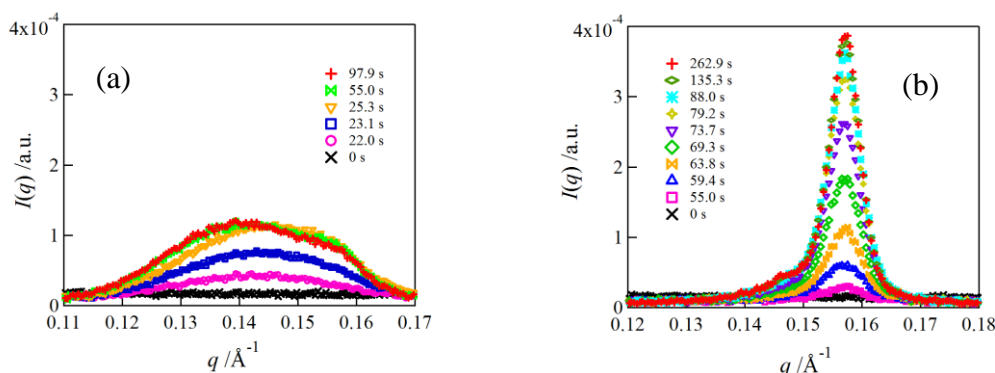 4x10⁻⁴
3
2
1
0
I(q) /a.u.
(a)
97.9 s
55.0 s
25.3 s
23.1 s
22.0 s
0 s
0.11 0.12 0.13 0.14 0.15 0.16 0.17
q /Å⁻¹
4x10⁻⁴
3
2
1
0
I(q) /a.u.
(b)
262.9 s
135.3 s
88.0 s
79.2 s
73.7 s
69.3 s
63.8 s
59.4 s
55.0 s
0 s
0.12 0.13 0.14 0.15 0.16 0.17 0.18
q /Å⁻¹